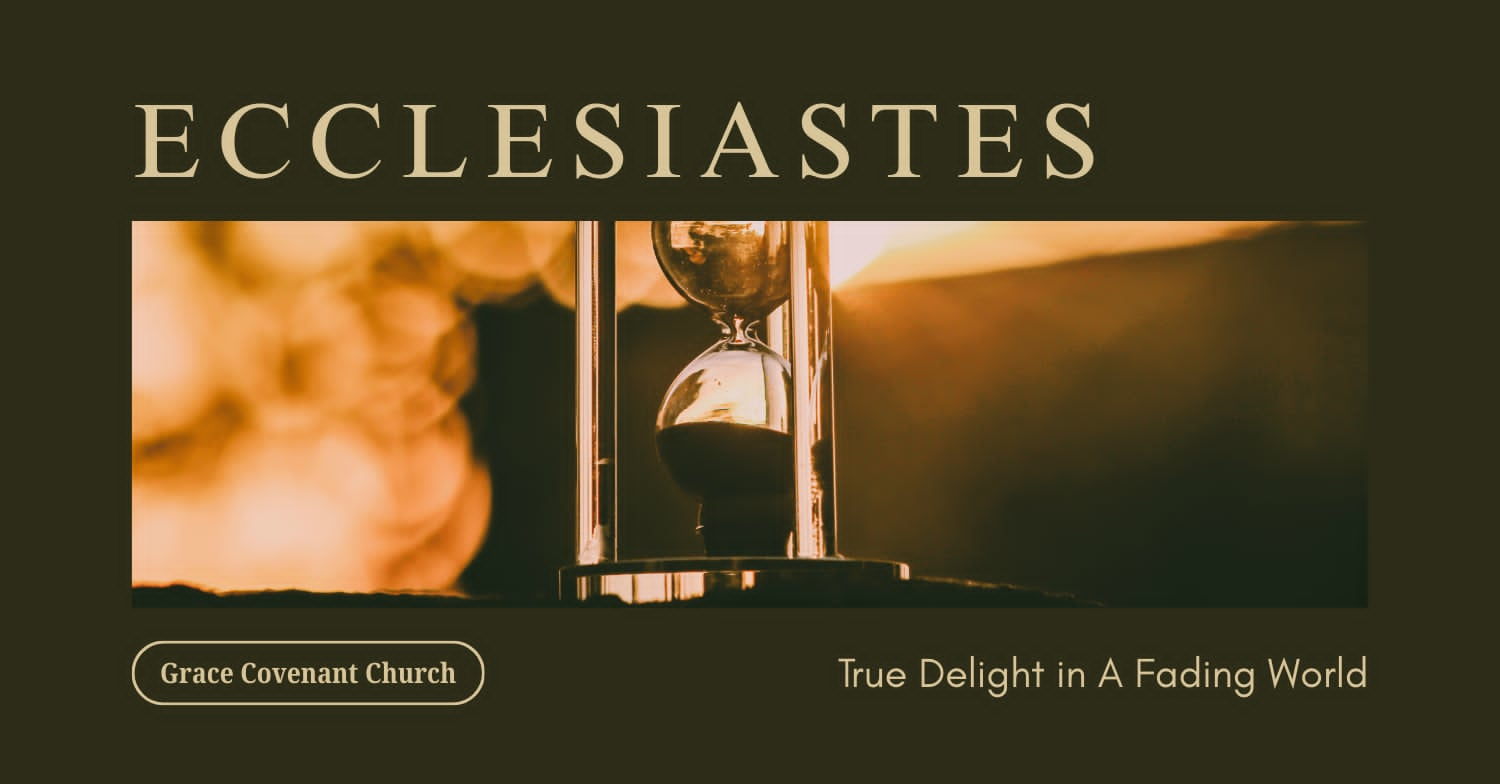 ECCLESIASTES
Grace Covenant Church
True Delight in A Fading World